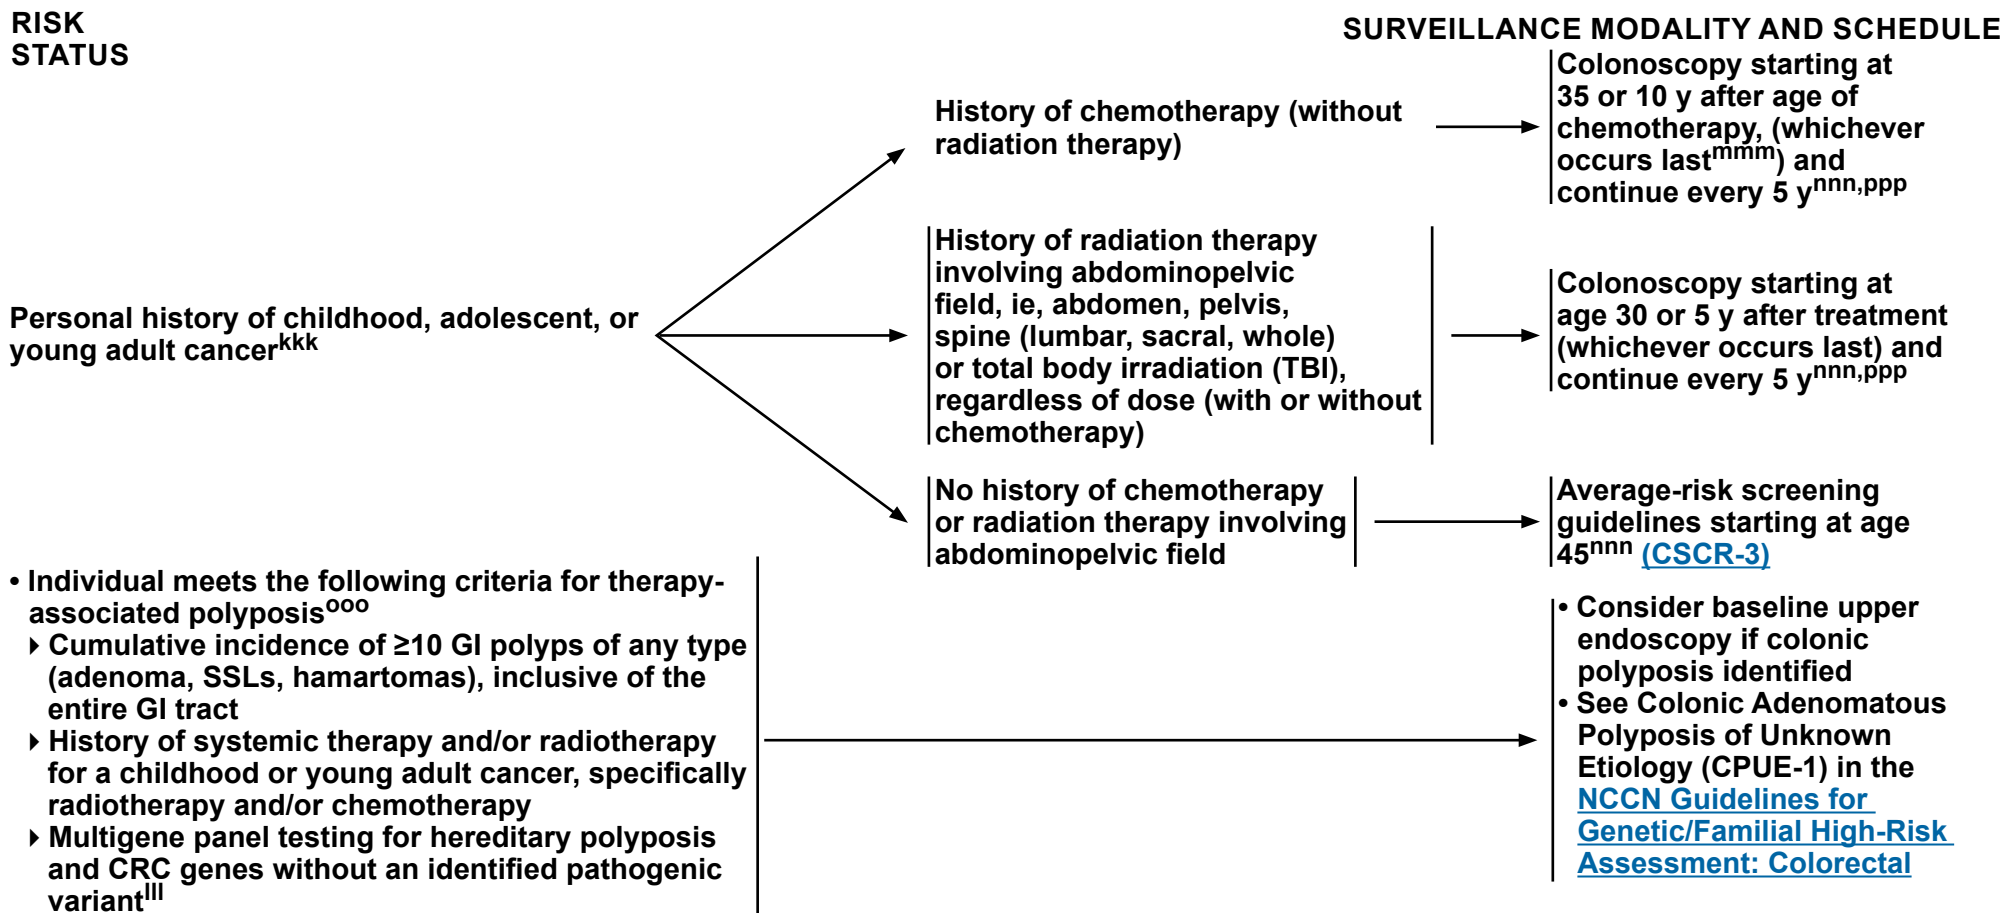 RISK
STATUS
SURVEILLANCE MODALITY AND SCHEDULE
Personal history of childhood, adolescent, or
young adult cancerkkk
History of chemotherapy (without
radiation therapy)
Colonoscopy starting at
35 or 10 y after age of
chemotherapy, (whichever
occurs lastmmm) and
continue every 5 ynnn,ppp
History of radiation therapy
involving abdominopelvic
field, ie, abdomen, pelvis,
spine (lumbar, sacral, whole)
or total body irradiation (TBI),
regardless of dose (with or without
chemotherapy)
Colonoscopy starting at
age 30 or 5 y after treatment
(whichever occurs last) and
continue every 5 ynnn,ppp
No history of chemotherapy
or radiation therapy involving
abdominopelvic field
Average-risk screening
guidelines starting at age
45nnn (CSCR-3)
• Individual meets the following criteria for therapy-
associated polyposisooo
‣ Cumulative incidence of ≥10 GI polyps of any type
(adenoma, SSLs, hamartomas), inclusive of the
entire GI tract
‣ History of systemic therapy and/or radiotherapy
for a childhood or young adult cancer, specifically
radiotherapy and/or chemotherapy
‣ Multigene panel testing for hereditary polyposis
and CRC genes without an identified pathogenic
variantlll
• Consider baseline upper
endoscopy if colonic
polyposis identified
• See Colonic Adenomatous
Polyposis of Unknown
Etiology (CPUE-1) in the
NCCN Guidelines for
Genetic/Familial High-Risk
Assessment: Colorectal